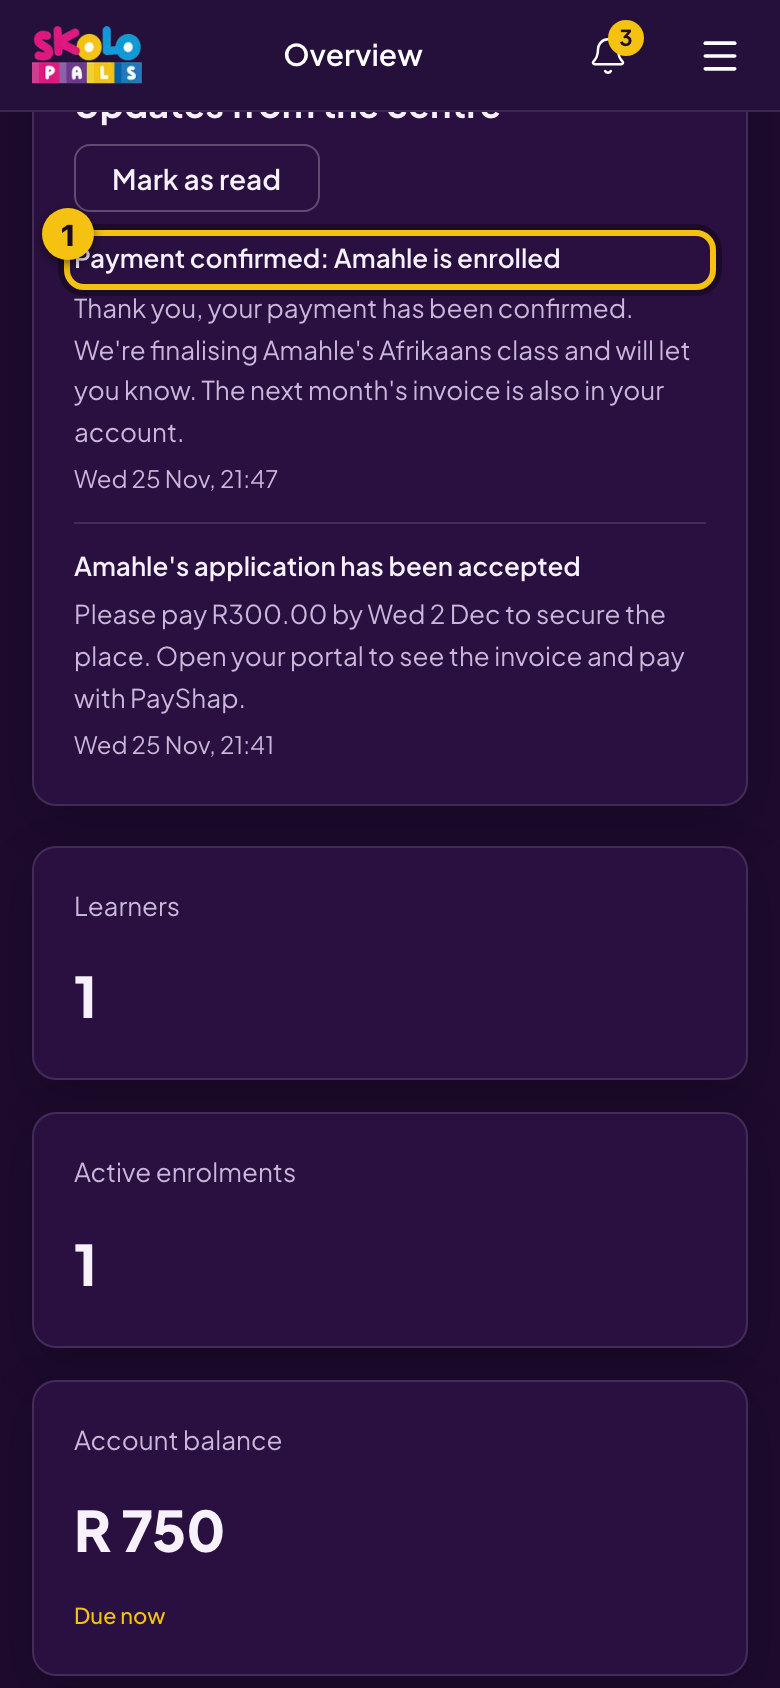 SKOLO
PALS
Overview
3
Updates from the centre
Mark as read
1
Payment confirmed: Amahle is enrolled
Thank you, your payment has been confirmed.
We're finalising Amahle's Afrikaans class and will let
you know. The next month's invoice is also in your
account.
Wed 25 Nov, 21:47
Amahle's application has been accepted
Please pay R300.00 by Wed 2 Dec to secure the
place. Open your portal to see the invoice and pay
with PayShap.
Wed 25 Nov, 21:41
Learners
1
Active enrolments
1
Account balance
R 750
Due now